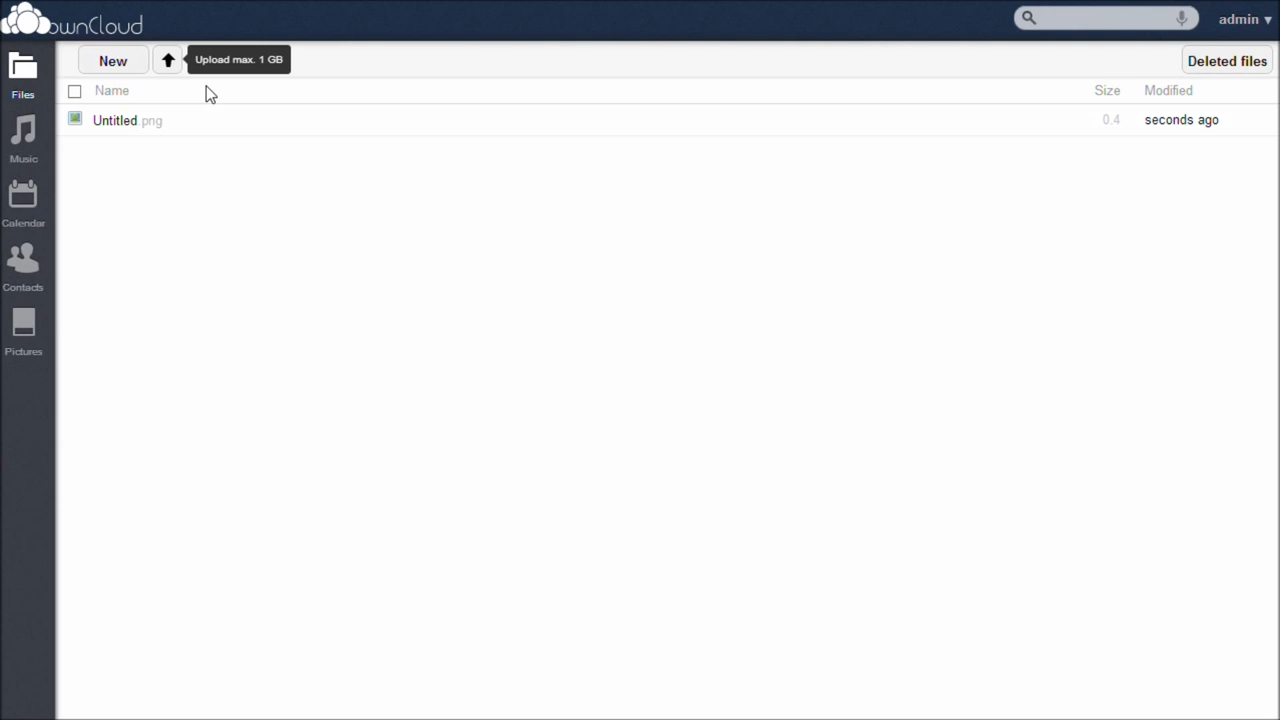 ownCloud
admin ▾
New
Upload max. 1 GB
Deleted files
Name Size Modified
Untitled.png 0.4 seconds ago
Files
Music
Calendar
Contacts
Pictures